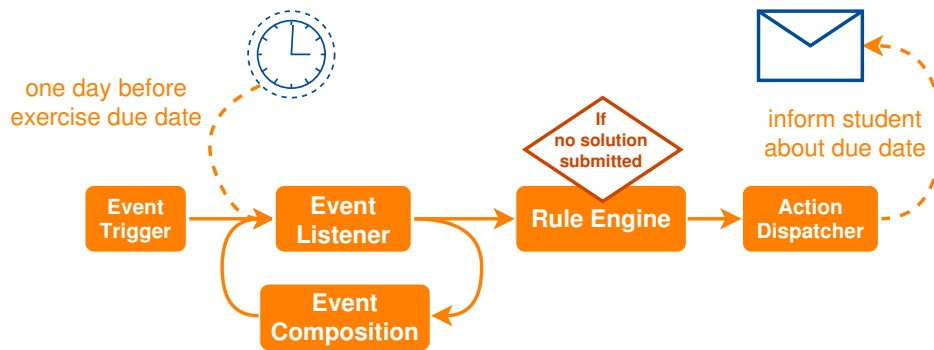 one day before
exercise due date
If
no solution
submitted
inform student
about due date
Event
Trigger
Event
Listener
Rule Engine
Action
Dispatcher
Event
Composition